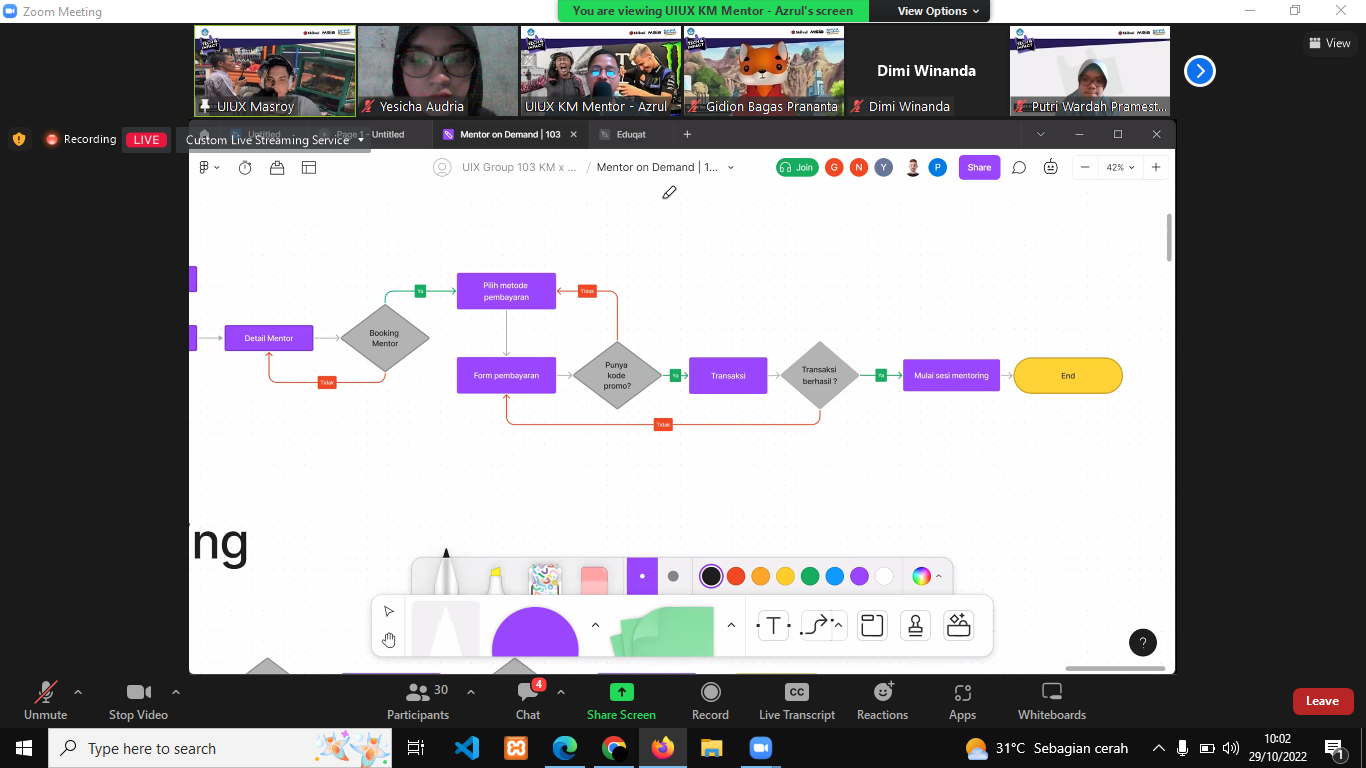 Zoom Meeting
You are viewing UIUX KM Mentor - Azrul's screen
View Options
UIUX Masroy
Yesicha Audria
UIUX KM Mentor - Azrul
Gidion Bagas Prananta
Dimi Winanda
Dimi Winanda
Putri Wardah Pramest...
View
Recording
LIVE
Custom Live Streaming Service
Untitled
Page 1 - Untitled
Mentor on Demand | 103
Eduqat
UIX Group 103 KM x ...
/
Mentor on Demand | 1...
Join
G
N
Y
P
Share
42%
Pilih metode
pembayaran
Ya
Tidak
Detail Mentor
Booking
Mentor
Tidak
Form pembayaran
Punya
kode
promo?
Ya
Transaksi
Transaksi
berhasil ?
Ya
Mulai sesi mentoring
End
Tidak
ing
T
?
Unmute
Stop Video
30
Participants
4
Chat
Share Screen
Record
CC
Live Transcript
Reactions
Apps
Whiteboards
Leave
Type here to search
31°C
Sebagian cerah
10:02
29/10/2022
1